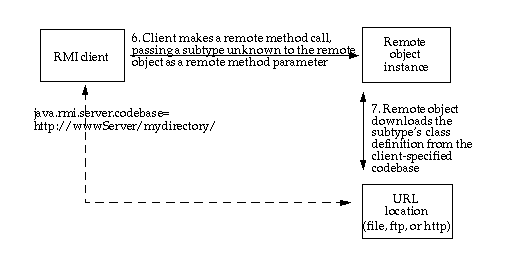 6. Client makes a remote method call,
passing a subtype unknown to the remote
object as a remote method parameter
RMI client
Remote
object
instance
java.rmi.server.codebase=
http://wwwServer/mydirectory/
7. Remote object
downloads the
subtype's class
definition from the
client-specified
codebase
URL
location
(file, ftp, or http)